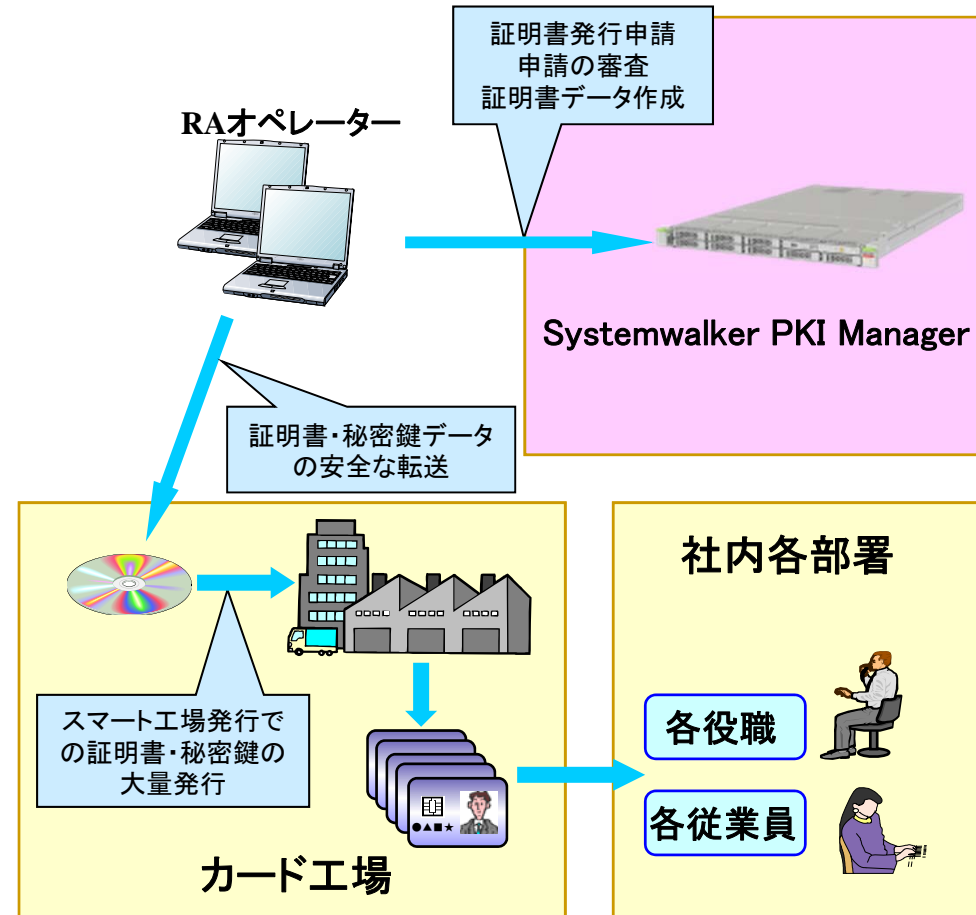 証明書発行申請
申請の審査
証明書データ作成
RAオペレーター
Systemwalker PKI Manager
証明書・秘密鍵データ
の安全な転送
社内各部署
スマート工場発行で
の証明書・秘密鍵の
大量発行
各役職
●▲■★
各従業員
カード工場